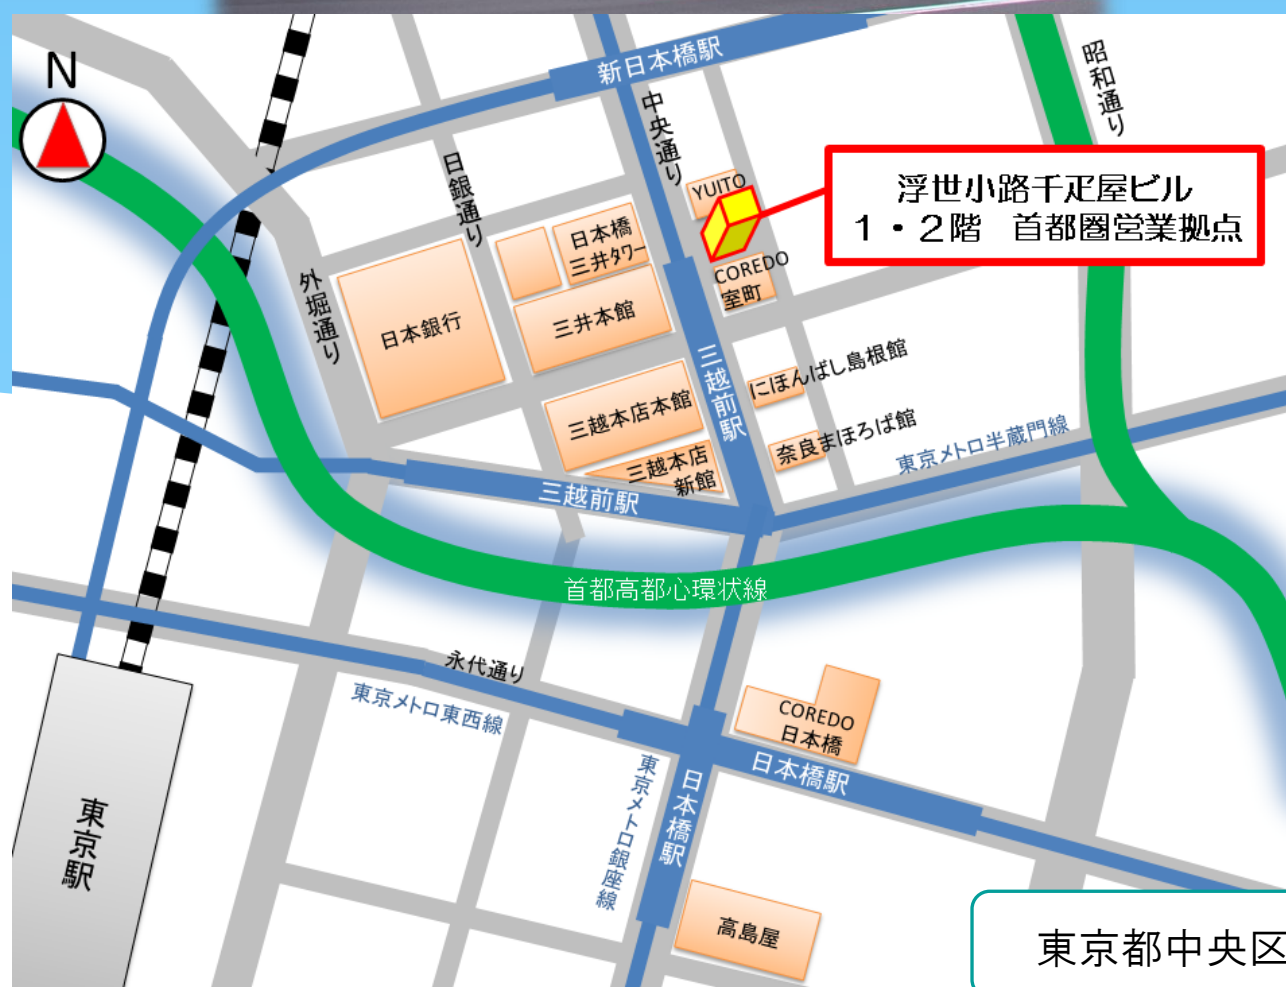 N
新日本橋駅
昭和通り
中央通り
日銀通り
YUITO
浮世小路千疋屋ビル
1・2階 首都圏営業拠点
日本橋
三井タワー
COREDO
室町
外堀通り
日本銀行
三井本館
三越前駅
にほんばし島根館
三越本店本館
奈良まほろば館
東京メトロ半蔵門線
三越本店
新館
三越前駅
首都高都心環状線
永代通り
東京メトロ東西線
COREDO
日本橋
日本橋駅
東京メトロ銀座線
日本橋駅
東京駅
高島屋
東京都中央区